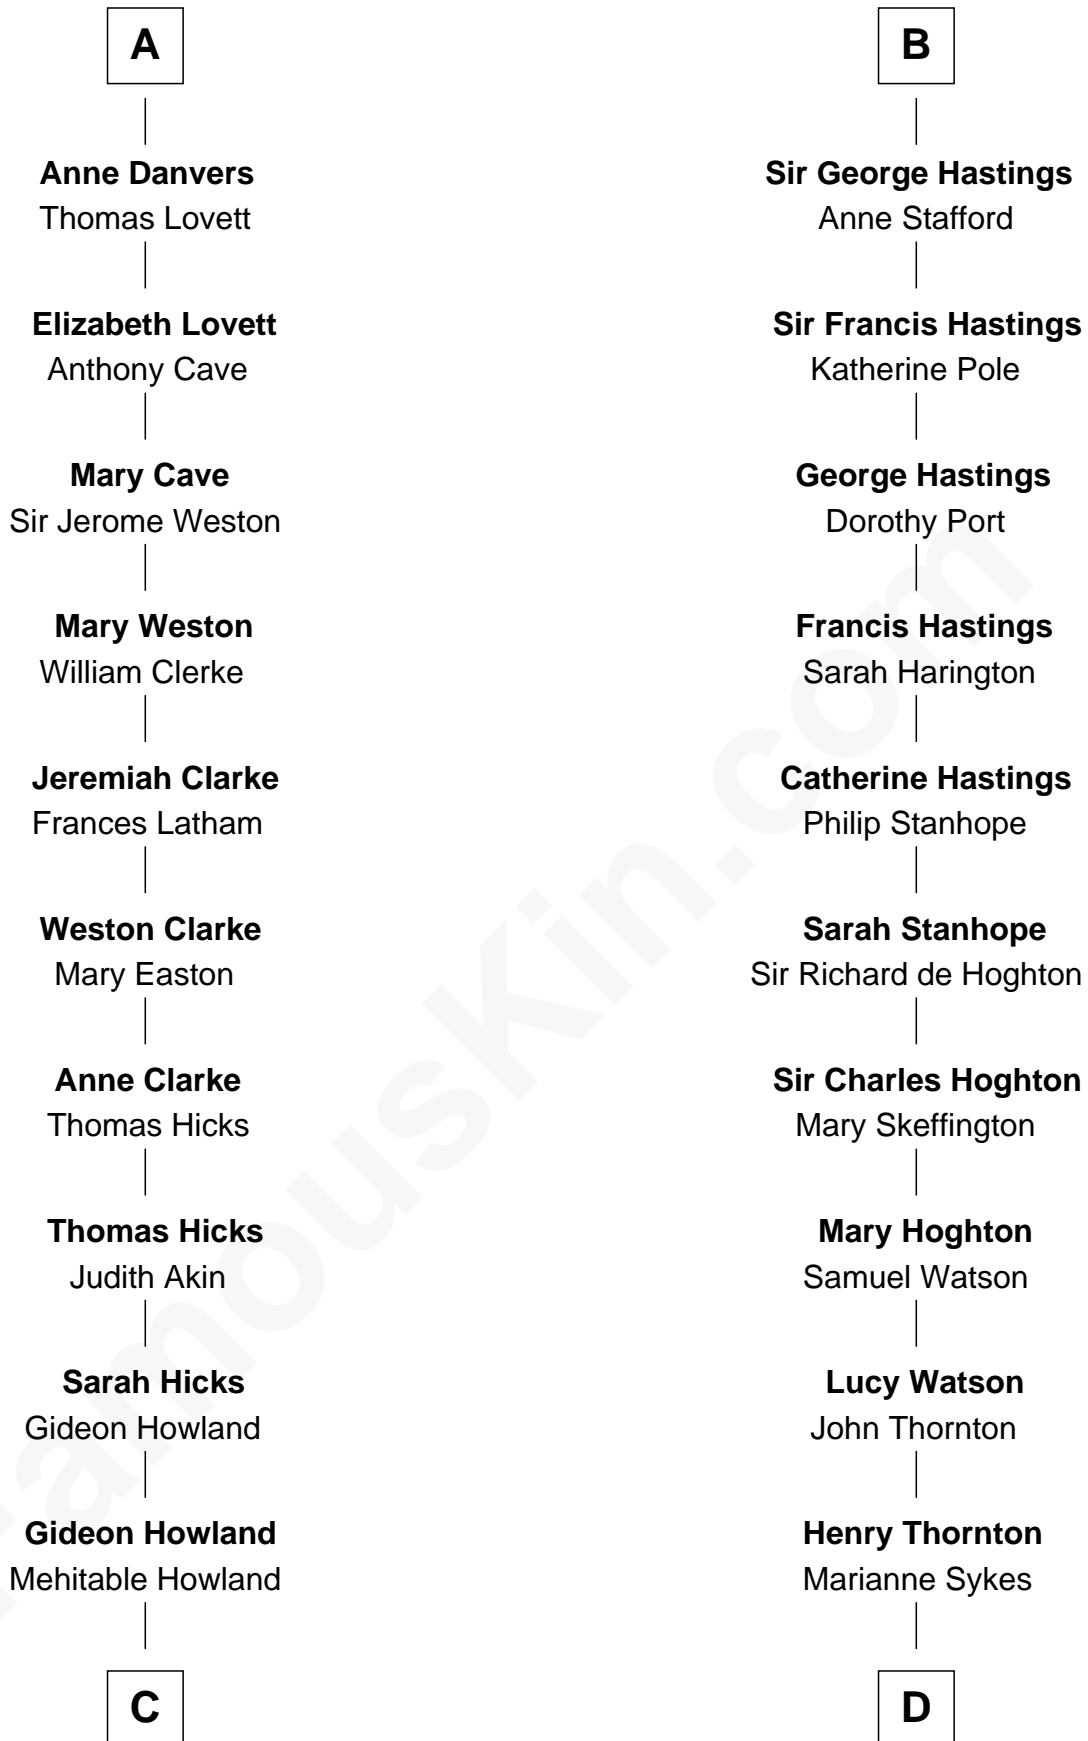 A
Anne Danvers
Thomas Lovett
Elizabeth Lovett
Anthony Cave
Mary Cave
Sir Jerome Weston
Mary Weston
William Clerke
Jeremiah Clarke
Frances Latham
Weston Clarke
Mary Easton
Anne Clarke
Thomas Hicks
Thomas Hicks
Judith Akin
Sarah Hicks
Gideon Howland
Gideon Howland
Mehitable Howland
C
B
Sir George Hastings
Anne Stafford
Sir Francis Hastings
Katherine Pole
George Hastings
Dorothy Port
Francis Hastings
Sarah Harington
Catherine Hastings
Philip Stanhope
Sarah Stanhope
Sir Richard de Hoghton
Sir Charles Hoghton
Mary Skeffington
Mary Hoghton
Samuel Watson
Lucy Watson
John Thornton
Henry Thornton
Marianne Sykes
D
FamousKin.com